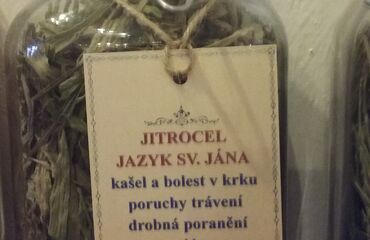 JITROCEL
JAZYK SV. JÁNA
kašel a bolest v krku
poruchy trávení
drobná poranění